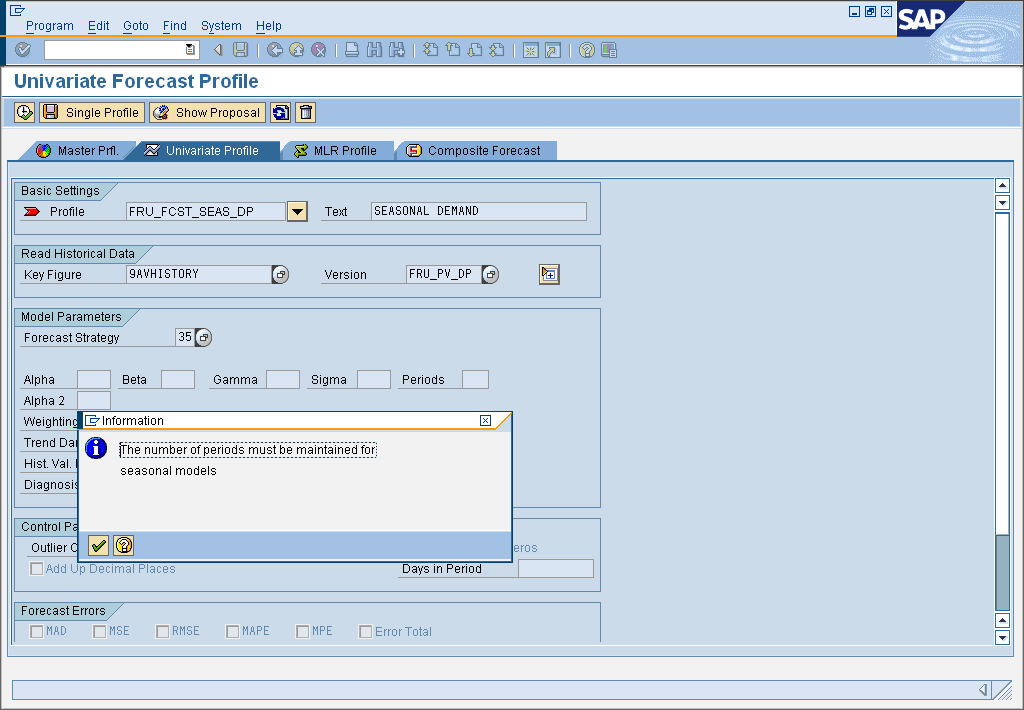 Program Edit Goto Find System Help
SAP
Univariate Forecast Profile
Single Profile Show Proposal
Master Prfl. Univariate Profile MLR Profile Composite Forecast
Basic Settings
Profile FRU_FCST_SEAS_DP Text SEASONAL DEMAND
Read Historical Data
Key Figure 9AVHISTORY Version FRU_PV_DP
Model Parameters
Forecast Strategy 35
Alpha Beta Gamma Sigma Periods
Alpha 2
Weighting
Trend Da
Hist. Val.
Diagnosis
Information
The number of periods must be maintained for
seasonal models
Control Pa
Outlier C eros
Add Up Decimal Places Days in Period
Forecast Errors
MAD MSE RMSE MAPE MPE Error Total